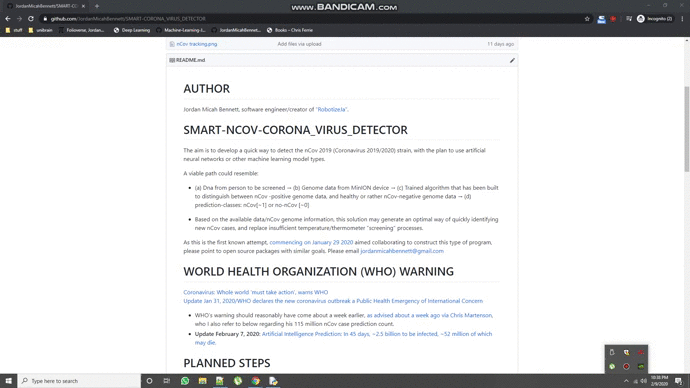 www.BANDICAM.com
JordanMicahBennett/SMART-CC
github.com/JordanMicahBennett/SMART-CORONA_VIRUS_DETECTOR
Incognito (2)
stuff
umbrain
Folioverse, Jordan...
Deep Learning
Machine-Learning-J...
JordanMicahBennet...
Books – Chris Ferrie
nCov tracking.png
Add files via upload
11 days ago
README.md
AUTHOR
Jordan Micah Bennett, software engineer/creator of "RobotizeJa".
SMART-NCOV-CORONA_VIRUS_DETECTOR
The aim is to develop a quick way to detect the nCov 2019 (Coronavirus 2019/2020) strain, with the plan to use artificial
neural networks or other machine learning model types.
A viable path could resemble:
(a) Dna from person to be screened → (b) Genome data from MinION device → (c) Trained algorithm that has been built
to distinguish between nCov -positive genome data, and healthy or rather nCov-negative genome data → (d)
prediction-classes: nCov[~1] or no-nCov [~0]
Based on the available data/nCov genome information, this solution may generate an optimal way of quickly identifying
new nCov cases, and replace insufficient temperature/thermometer "screening" processes.
As this is the first known attempt, commencing on January 29 2020 aimed collaborating to construct this type of program,
please point to open source packages with similar goals. Please email jordanmicahbennett@gmail.com
WORLD HEALTH ORGANIZATION (WHO) WARNING
Coronavirus: Whole world 'must take action', warns WHO
Update Jan 31, 2020/WHO declares the new coronavirus outbreak a Public Health Emergency of International Concern
WHO's warning should reasonably have come about a week earlier, as advised about a week ago via Chris Martenson,
who I also refer to below regarding his 115 million nCov case prediction count.
Update February 7, 2020: Artificial Intelligence Prediction: In 45 days, ~2.5 billion to be infected, ~52 million of which
may die.
PLANNED STEPS
Type here to search
09:30 PM
2/9/2020